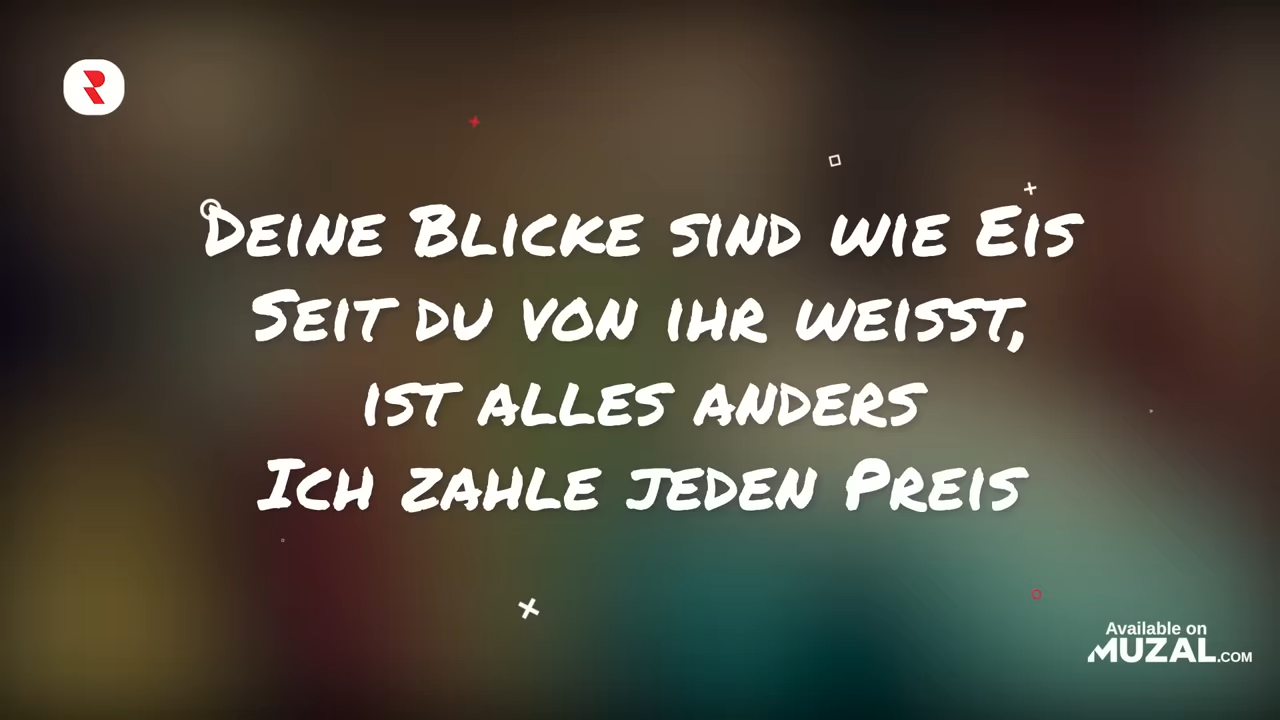 Deine Blicke sind wie Eis
Seit du von ihr weisst,
ist alles anders
Ich zahle jeden Preis
Available on
MUZAL.COM